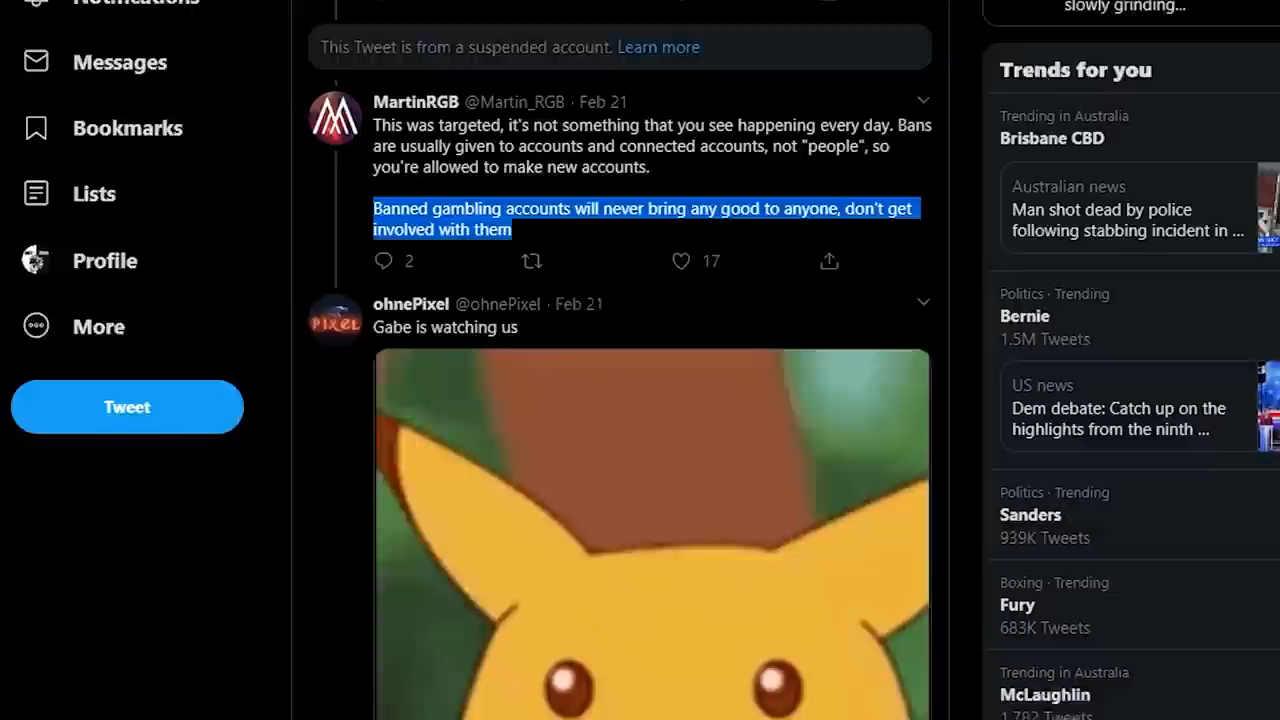 Notifications
Messages
Bookmarks
Lists
Profile
More
Tweet
This Tweet is from a suspended account. Learn more
MartinRGB @Martin_RGB · Feb 21
This was targeted, it's not something that you see happening every day. Bans
are usually given to accounts and connected accounts, not "people", so
you're allowed to make new accounts.
Banned gambling accounts will never bring any good to anyone, don't get
involved with them
2
17
PIXEL
ohnePixel @ohnePixel · Feb 21
Gabe is watching us
slowly grinding...
Trends for you
Trending in Australia
Brisbane CBD
Australian news
Man shot dead by police
following stabbing incident in ...
Politics · Trending
Bernie
1.5M Tweets
US news
Dem debate: Catch up on the
highlights from the ninth ...
Politics · Trending
Sanders
939K Tweets
Boxing · Trending
Fury
683K Tweets
Trending in Australia
McLaughlin
1,782 Tweets